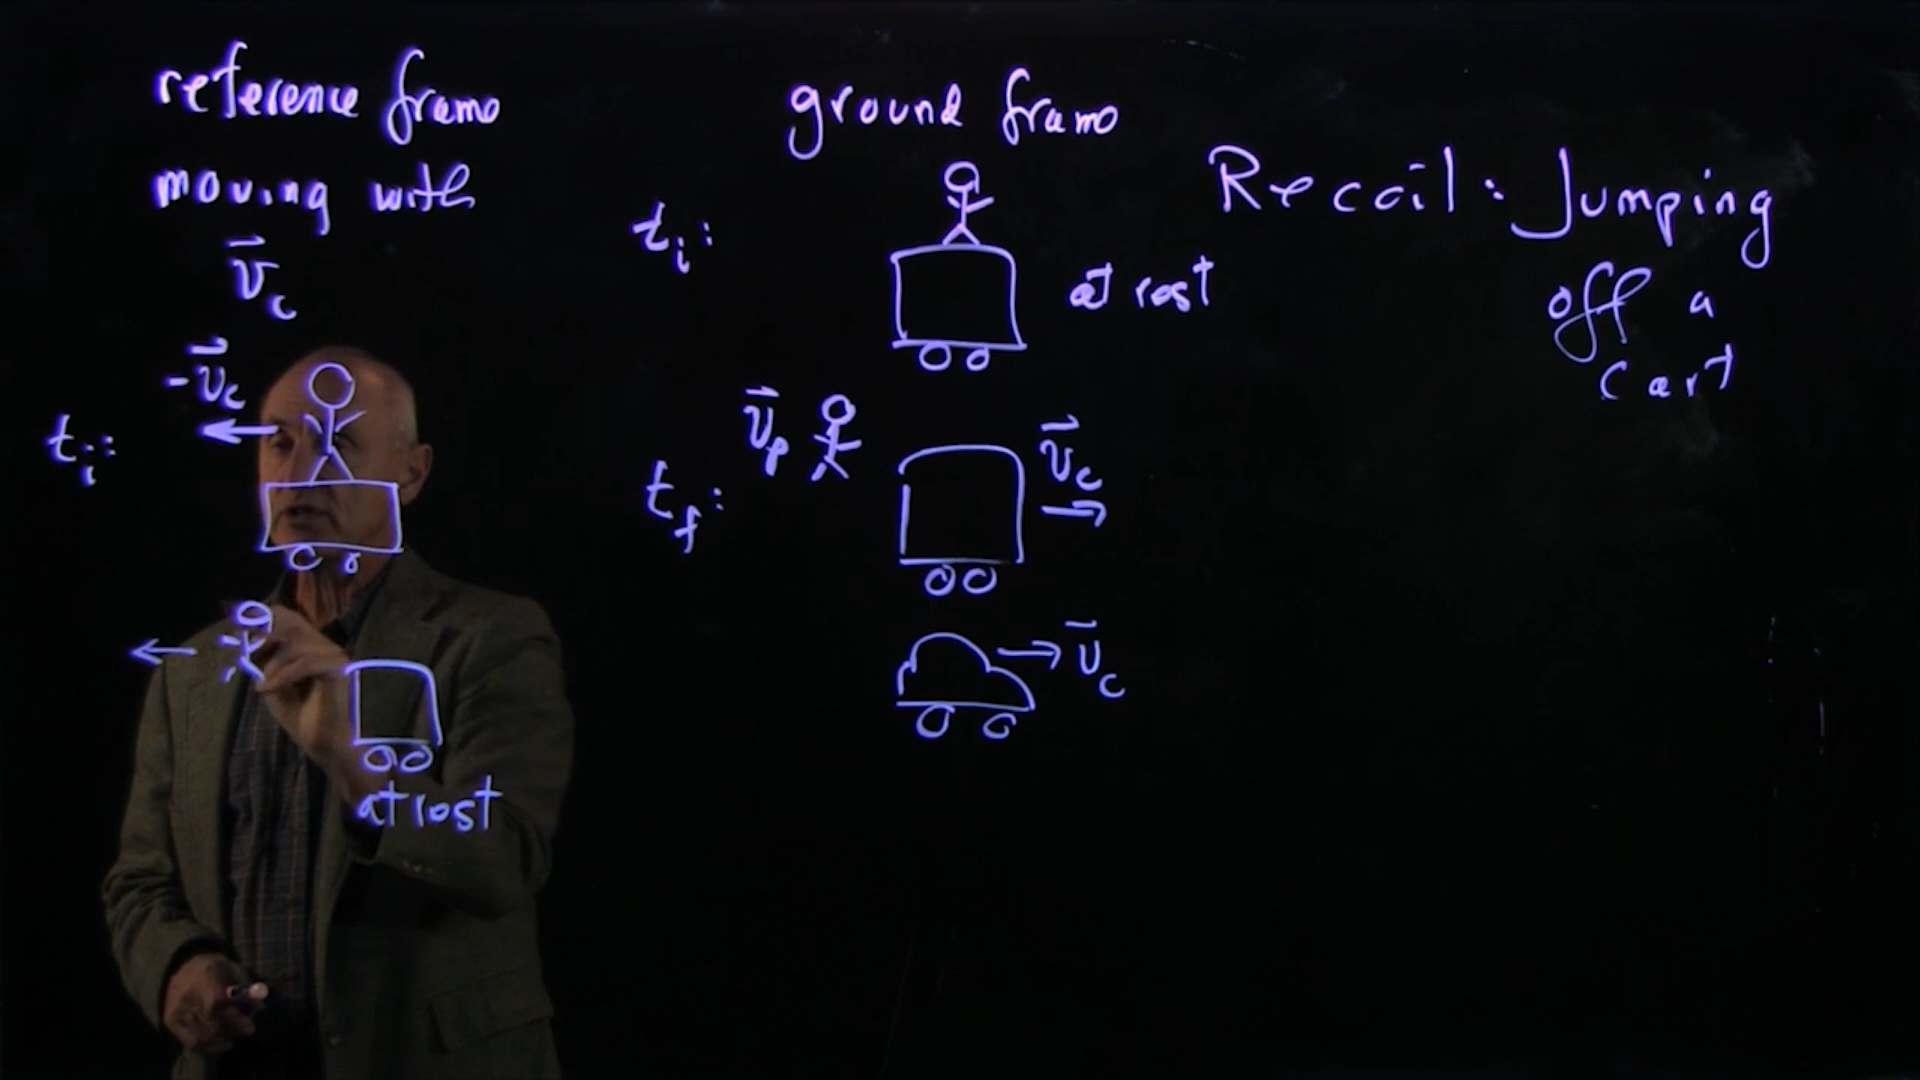 reference frame
moving with
v⃗c
-v⃗c
ti:
at rest
ground frame
ti:
at rest
v⃗p
v⃗c
tf:
v⃗c
Recoil: Jumping
off a
cart